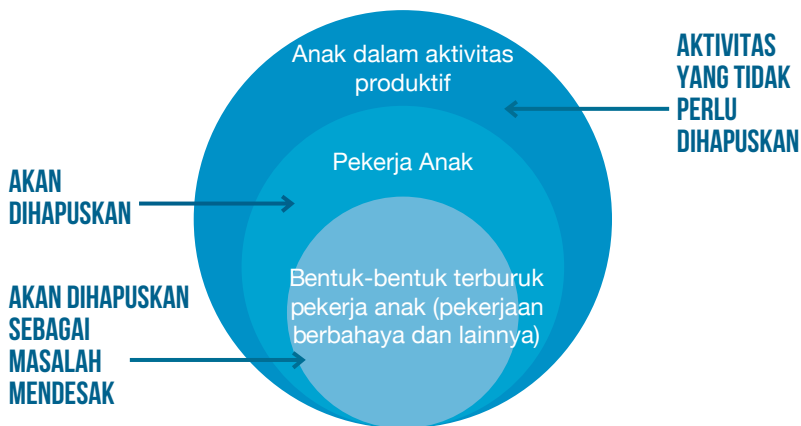 Anak dalam aktivitas
produktif
AKTIVITAS
YANG TIDAK
PERLU
DIHAPUSKAN
Pekerja Anak
AKAN
DIHAPUSKAN
Bentuk-bentuk terburuk
pekerja anak (pekerjaan
berbahaya dan lainnya)
AKAN DIHAPUSKAN
SEBAGAI
MASALAH
MENDESAK